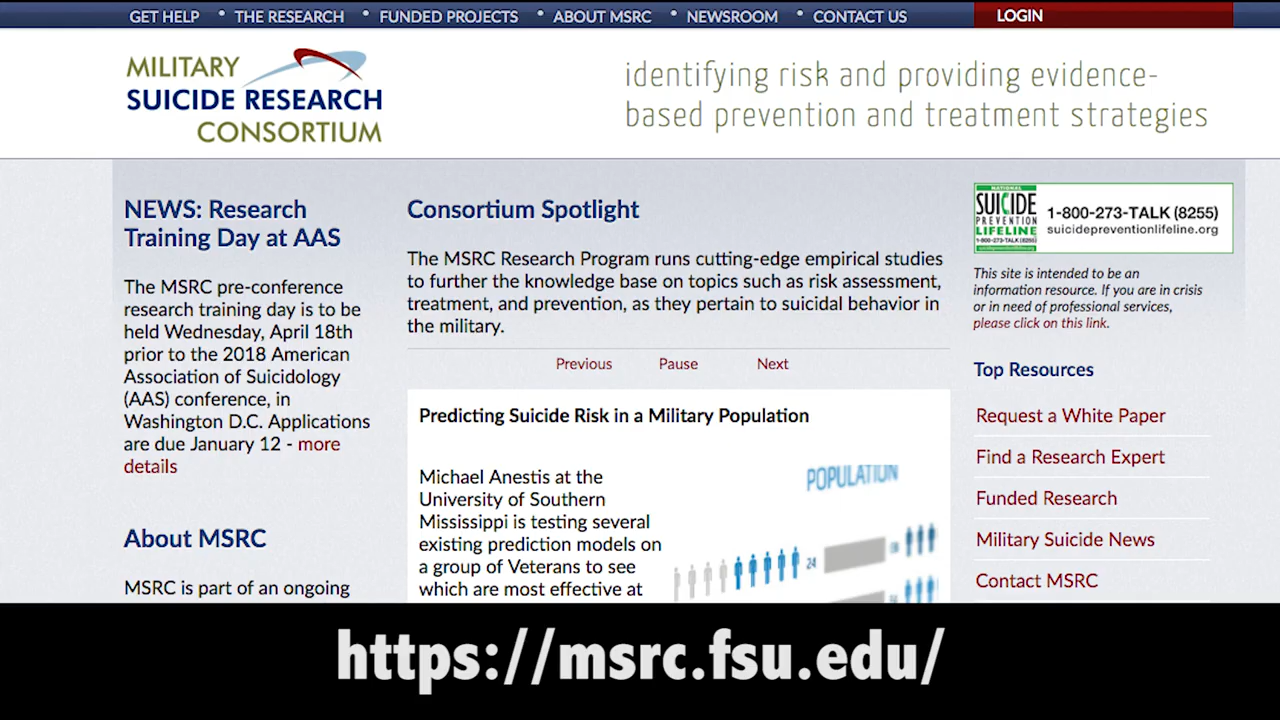 GET HELP • THE RESEARCH • FUNDED PROJECTS • ABOUT MSRC • NEWSROOM • CONTACT US
LOGIN
MILITARY
SUICIDE RESEARCH
CONSORTIUM
identifying risk and providing evidence-
based prevention and treatment strategies
NEWS: Research
Training Day at AAS
The MSRC pre-conference
research training day is to be
held Wednesday, April 18th
prior to the 2018 American
Association of Suicidology
(AAS) conference, in
Washington D.C. Applications
are due January 12 - more
details
About MSRC
MSRC is part of an ongoing
Consortium Spotlight
The MSRC Research Program runs cutting-edge empirical studies
to further the knowledge base on topics such as risk assessment,
treatment, and prevention, as they pertain to suicidal behavior in
the military.
Previous Pause Next
Predicting Suicide Risk in a Military Population
Michael Anestis at the
University of Southern
Mississippi is testing several
existing prediction models on
a group of Veterans to see
which are most effective at
POPULATION
24
NATIONAL
SUICIDE
PREVENTION
LIFELINE
1-800-273-TALK (8255)
suicidepreventionlifeline.org
1-800-273-TALK (8255)
suicidepreventionlifeline.org
This site is intended to be an
information resource. If you are in crisis
or in need of professional services,
please click on this link.
Top Resources
Request a White Paper
Find a Research Expert
Funded Research
Military Suicide News
Contact MSRC
https://msrc.fsu.edu/